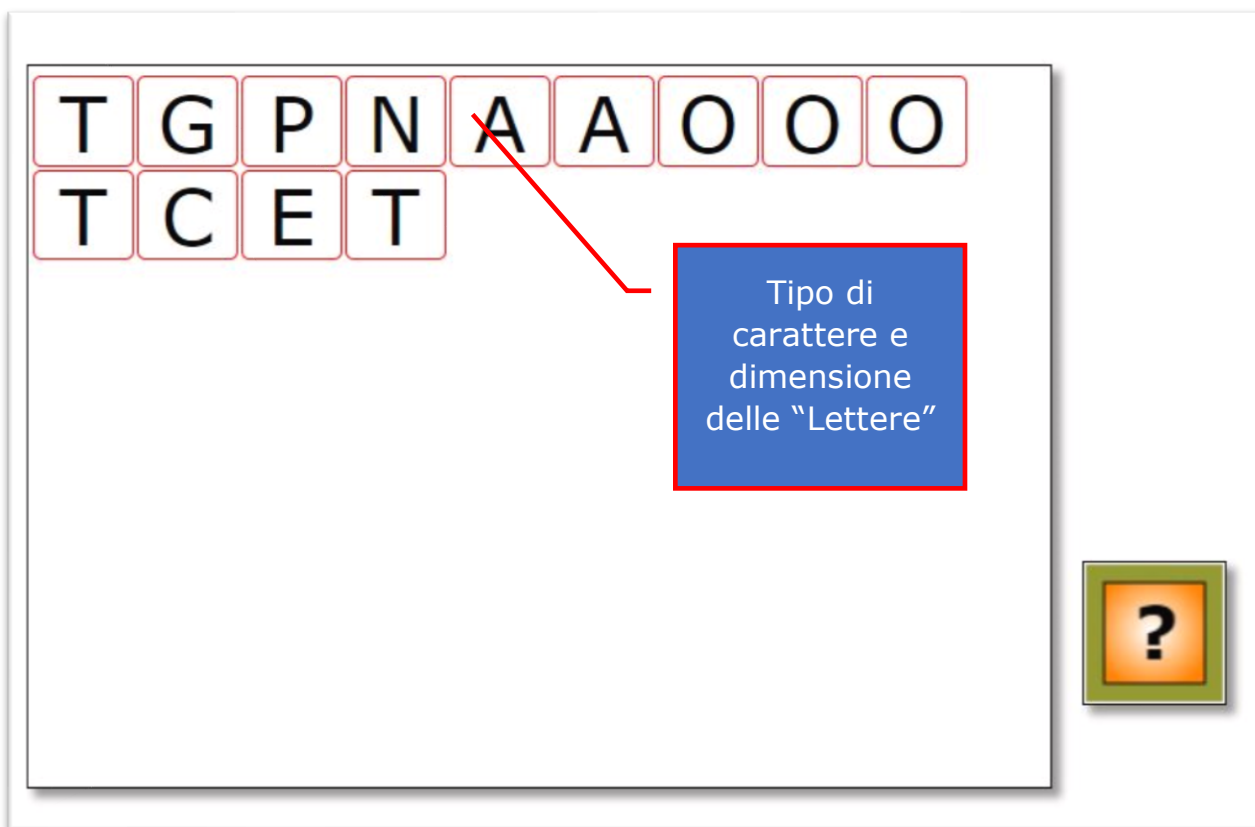 T G P N A A O O O
T C E T
Tipo di
carattere e
dimensione
delle “Lettere”
?